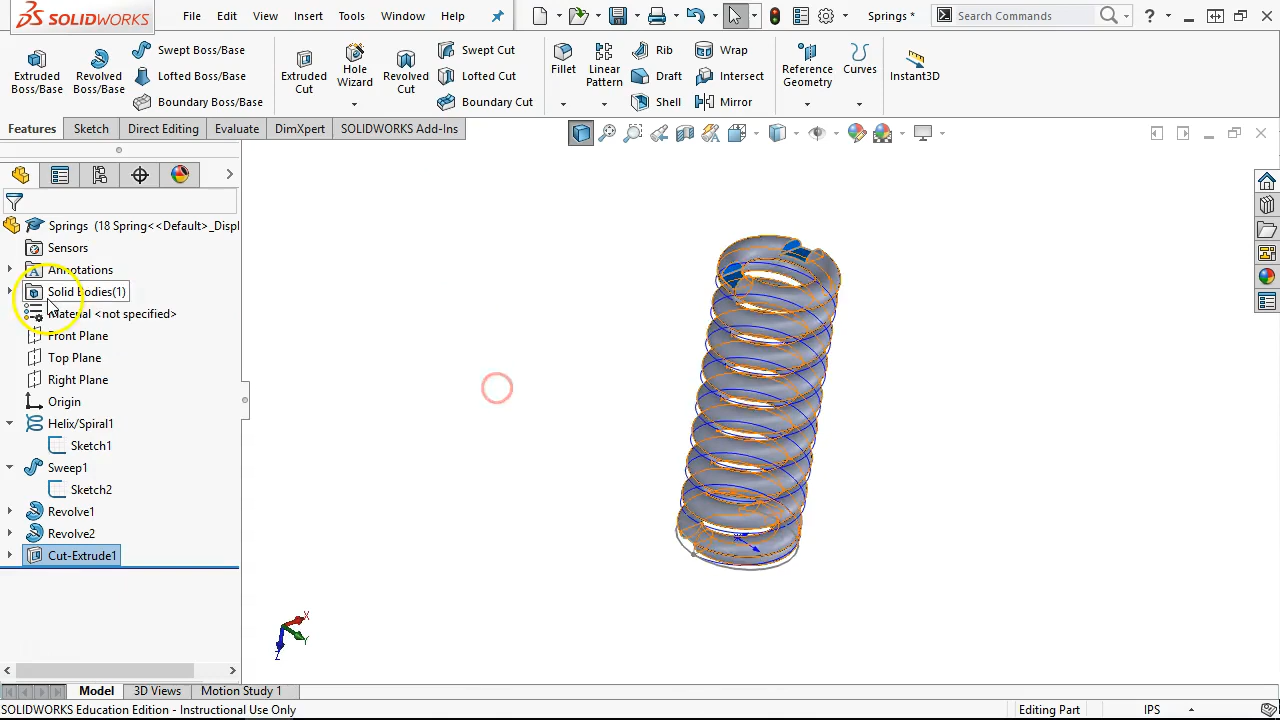 SOLIDWORKS
File Edit View Insert Tools Window Help
Springs *
Search Commands
?
Extruded Boss/Base
Revolved Boss/Base
Swept Boss/Base
Lofted Boss/Base
Boundary Boss/Base
Extruded Cut
Hole Wizard
Revolved Cut
Swept Cut
Lofted Cut
Boundary Cut
Fillet
Linear Pattern
Rib
Draft
Shell
Wrap
Intersect
Mirror
Reference Geometry
Curves
Instant3D
Features Sketch Direct Editing Evaluate DimXpert SOLIDWORKS Add-Ins
Springs (18 Spring<<Default>_Displ
Sensors
A Annotations
Solid Bodies(1)
Material <not specified>
Front Plane
Top Plane
Right Plane
Origin
Helix/Spiral1
Sketch1
Sweep1
Sketch2
Revolve1
Revolve2
Cut-Extrude1
X
Y
Z
Model 3D Views Motion Study 1
SOLIDWORKS Education Edition - Instructional Use Only
Editing Part
IPS